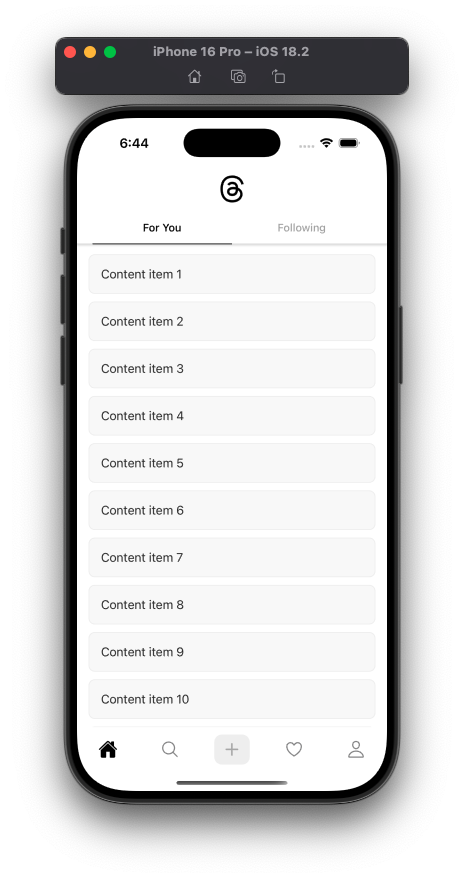 iPhone 16 Pro – iOS 18.2
6:44
For You
Following
Content item 1
Content item 2
Content item 3
Content item 4
Content item 5
Content item 6
Content item 7
Content item 8
Content item 9
Content item 10